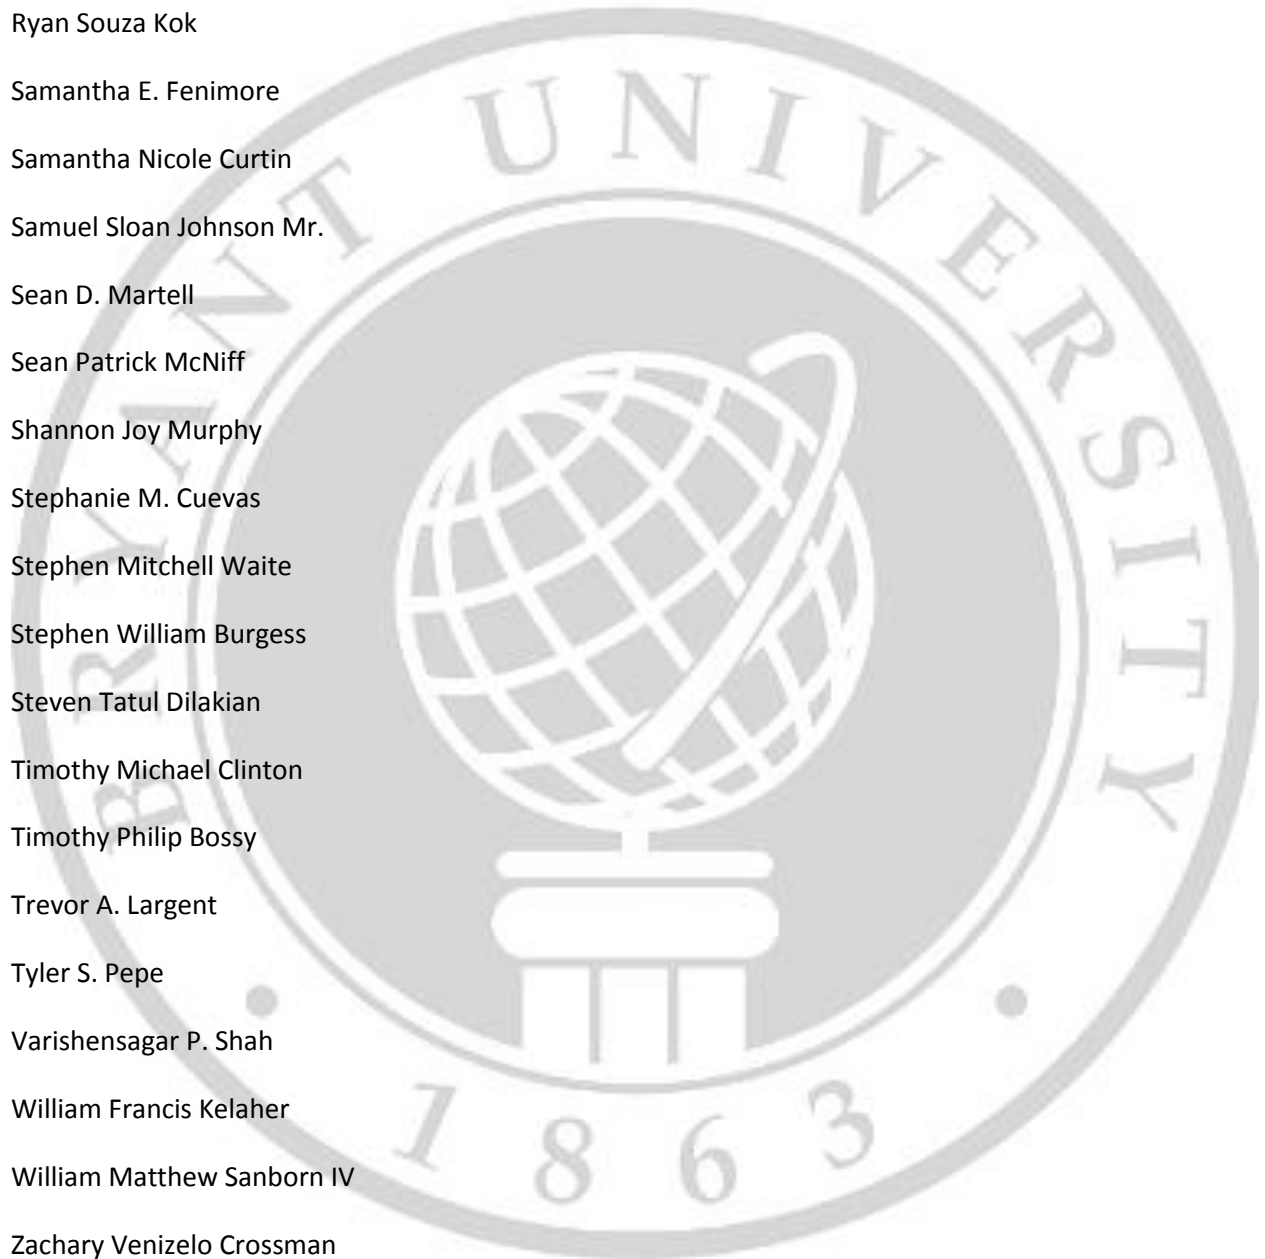 Ryan Souza Kok
Samantha E. Fenimore
Samantha Nicole Curtin
Samuel Sloan Johnson Mr.
Sean D. Martell
Sean Patrick McNiff
Shannon Joy Murphy
Stephanie M. Cuevas
Stephen Mitchell Waite
Stephen William Burgess
Steven Tatul Dilakian
Timothy Michael Clinton
Timothy Philip Bossy
Trevor A. Largent
Tyler S. Pepe
Varishensagar P. Shah
William Francis Kelaher
William Matthew Sanborn IV
Zachary Venizelo Crossman
BRYANT UNIVERSITY
1863